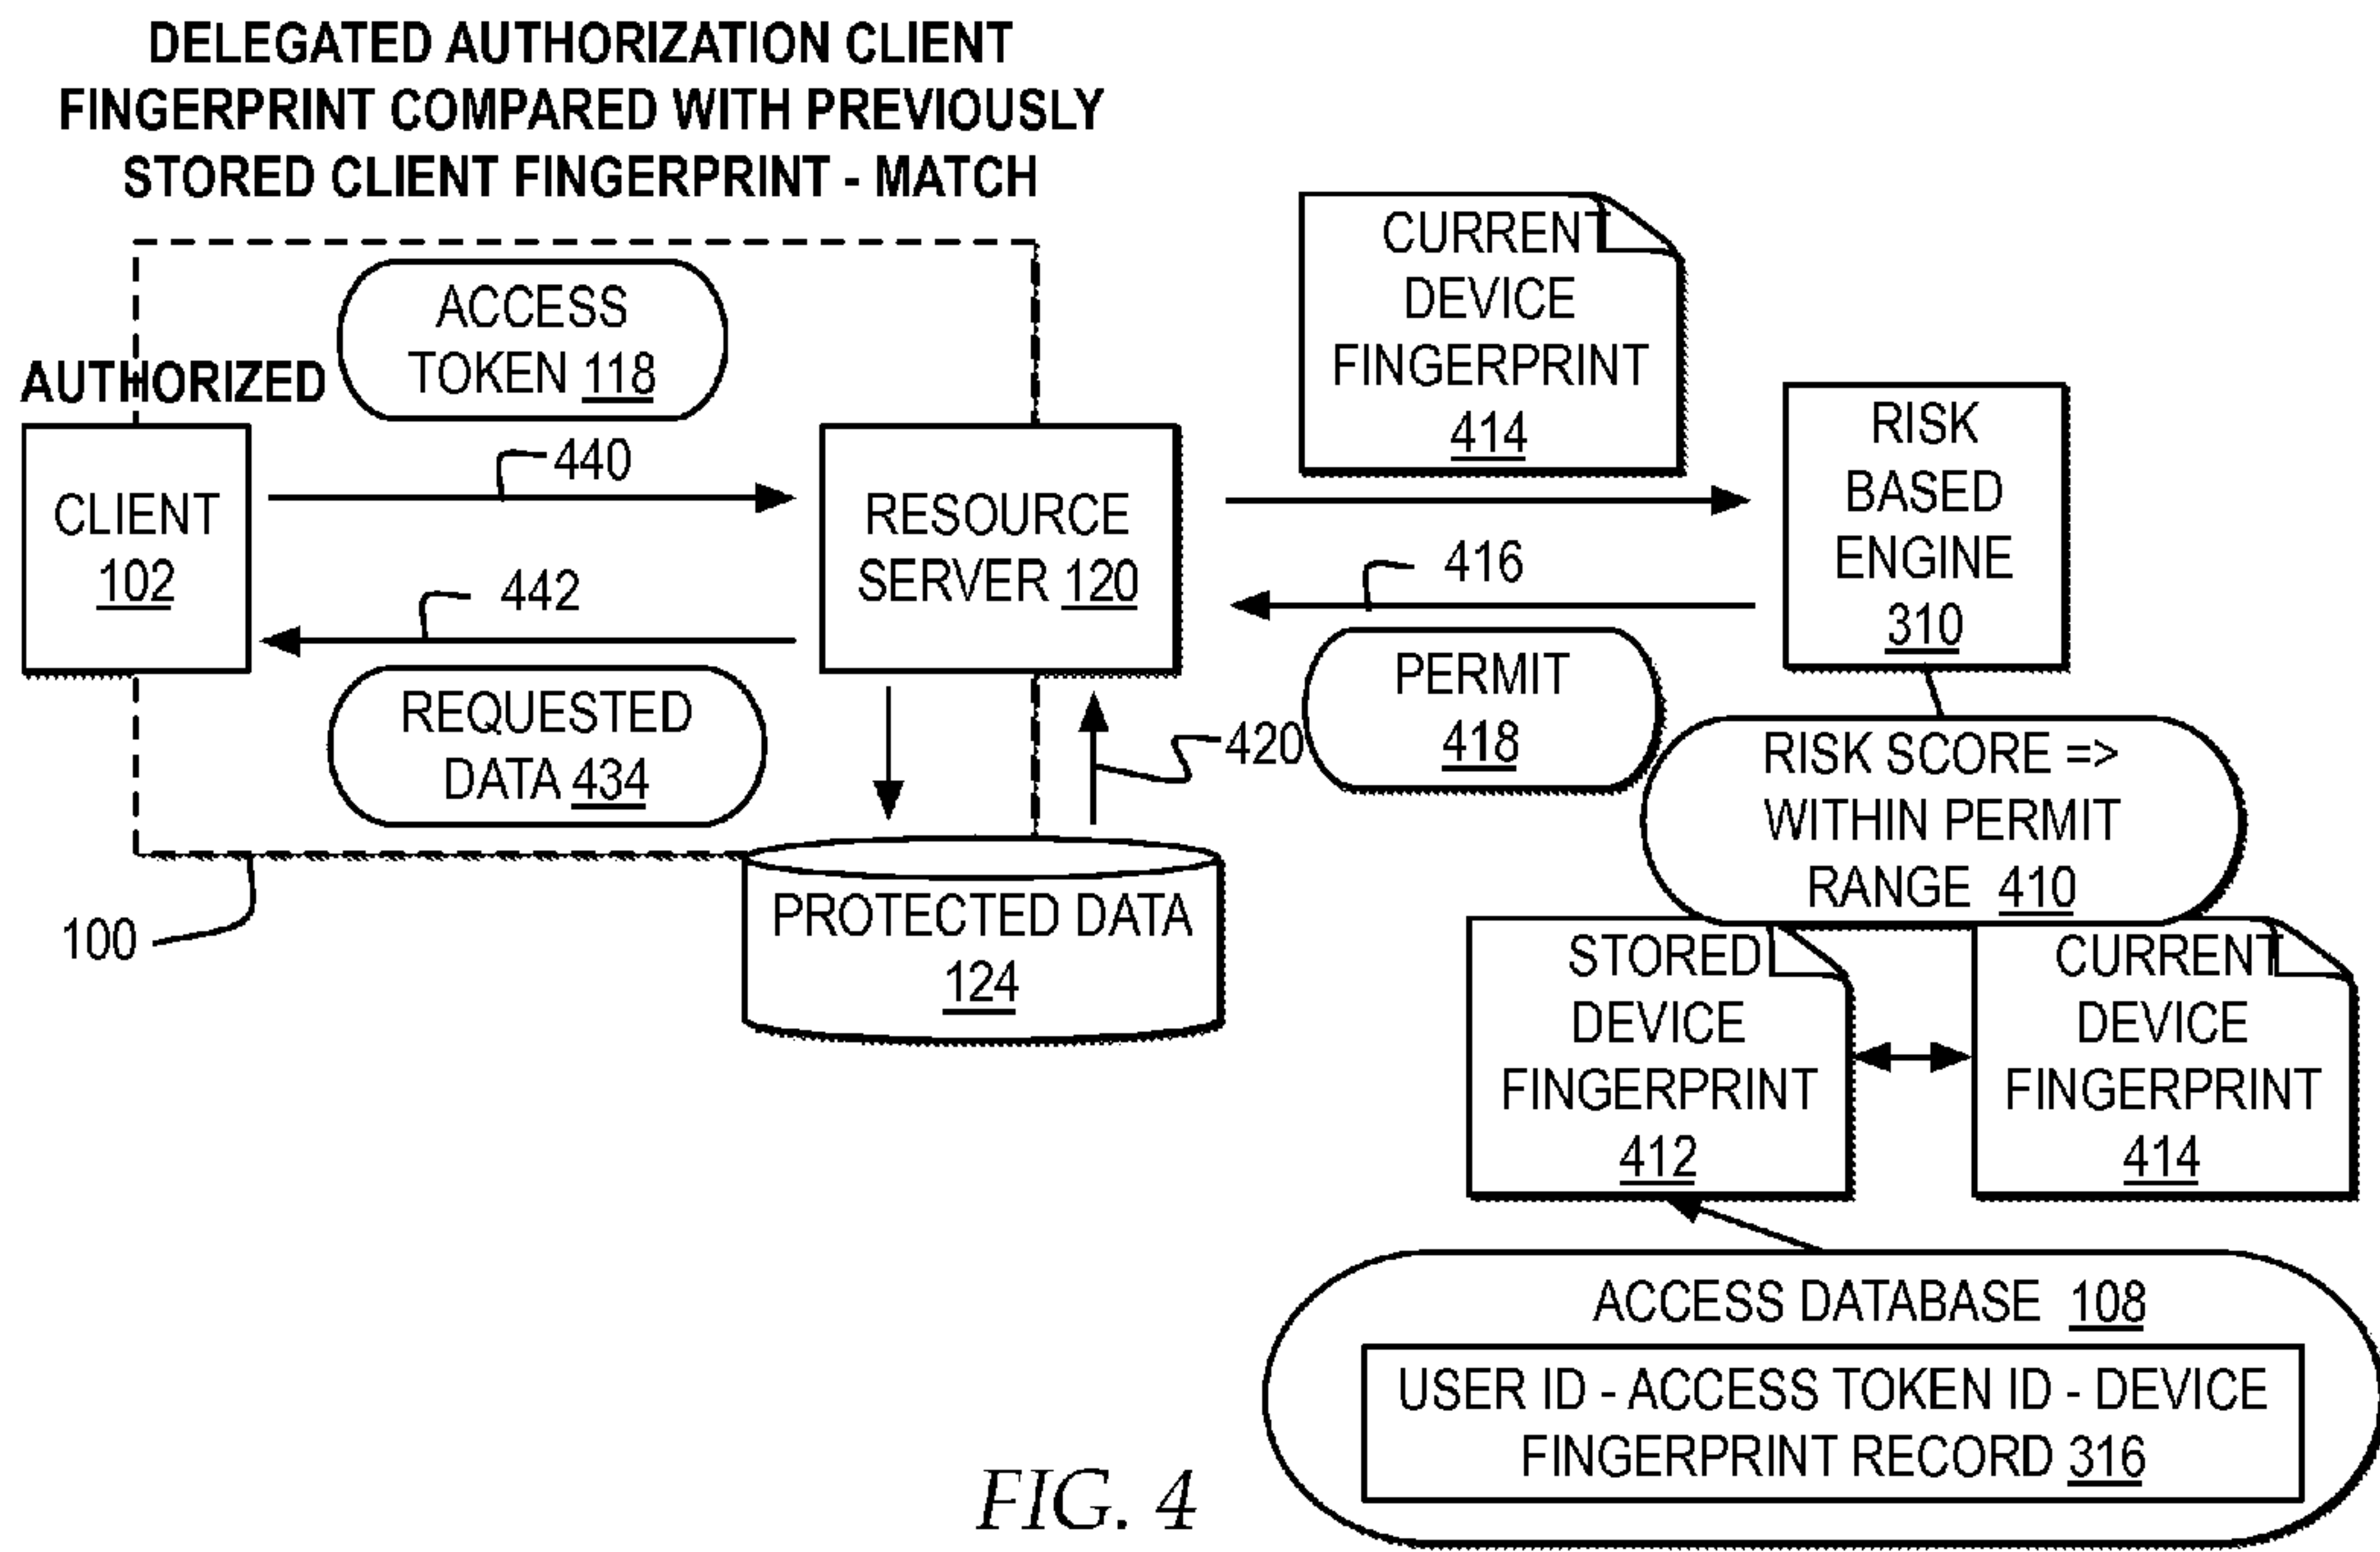 DELEGATED AUTHORIZATION CLIENT
FINGERPRINT COMPARED WITH PREVIOUSLY
STORED CLIENT FINGERPRINT - MATCH
AUTHORIZED
ACCESS
TOKEN 118
CLIENT
102
440
442
REQUESTED
DATA 434
RESOURCE
SERVER 120
100
PROTECTED DATA
124
420
CURRENT
DEVICE
FINGERPRINT
414
416
PERMIT
418
RISK
BASED
ENGINE
310
RISK SCORE =>
WITHIN PERMIT
RANGE 410
STORED
DEVICE
FINGERPRINT
412
CURRENT
DEVICE
FINGERPRINT
414
ACCESS DATABASE 108
USER ID - ACCESS TOKEN ID - DEVICE
FINGERPRINT RECORD 316
FIG. 4